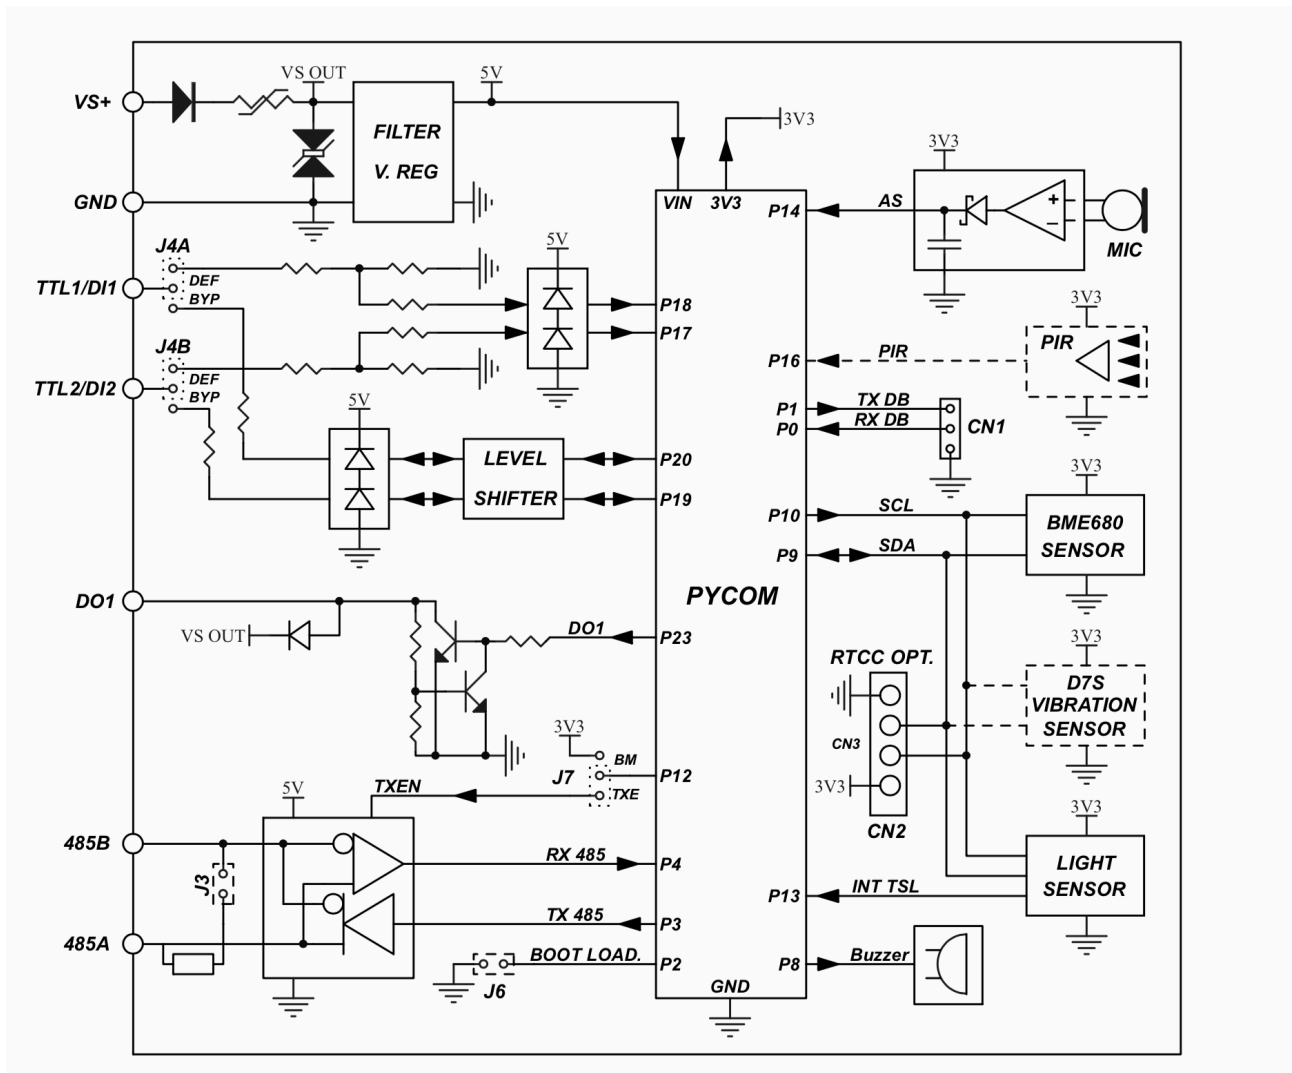 VS+
VS OUT
FILTER
V. REG
5V
3V3
GND
VIN
3V3
P14
AS
3V3
+
−
MIC
J4A
DEF
BYP
TTL1/DI1
5V
P18
P17
J4B
DEF
BYP
TTL2/DI2
5V
LEVEL
SHIFTER
P20
P19
P16
PIR
3V3
PIR
P1
TX DB
P0
RX DB
CN1
P10
SCL
P9
SDA
3V3
BME680
SENSOR
PYCOM
DO1
VS OUT
DO1
P23
RTCC OPT.
CN3
3V3
CN2
3V3
D7S
VIBRATION
SENSOR
3V3
BM
J7
TXE
P12
TXEN
5V
485B
J3
RX 485
P4
485A
TX 485
P3
BOOT LOAD.
P2
J6
GND
3V3
LIGHT
SENSOR
P13
INT TSL
P8
Buzzer